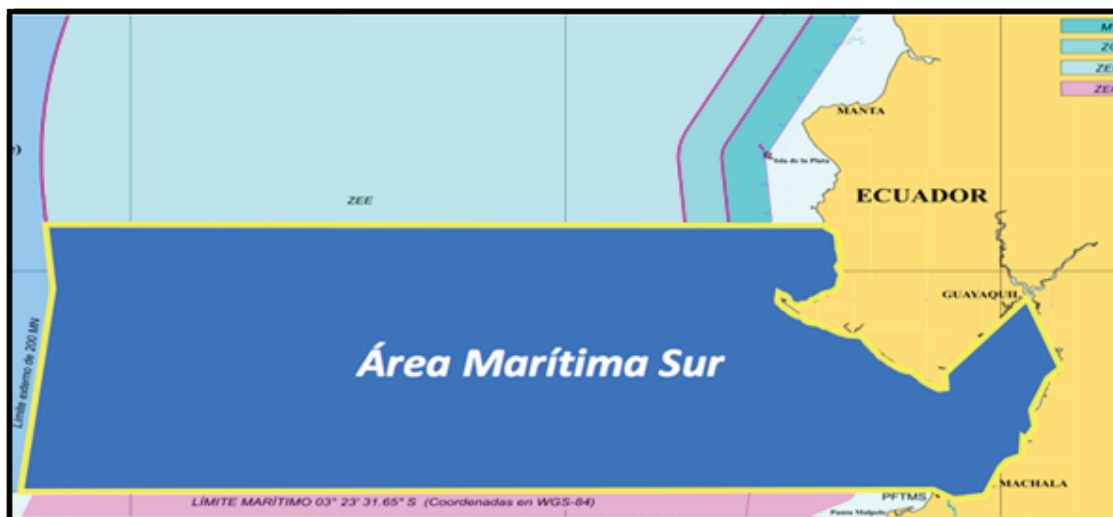 MANTA
Isla de la Plata
ZEE
ECUADOR
GUAYAQUIL
Área Marítima Sur
Límite externo de 200 MN
MACHALA
LÍMITE MARÍTIMO 03° 23' 31.65" S (Coordenadas en WGS-84)
PFTMS
Punta Malpelo